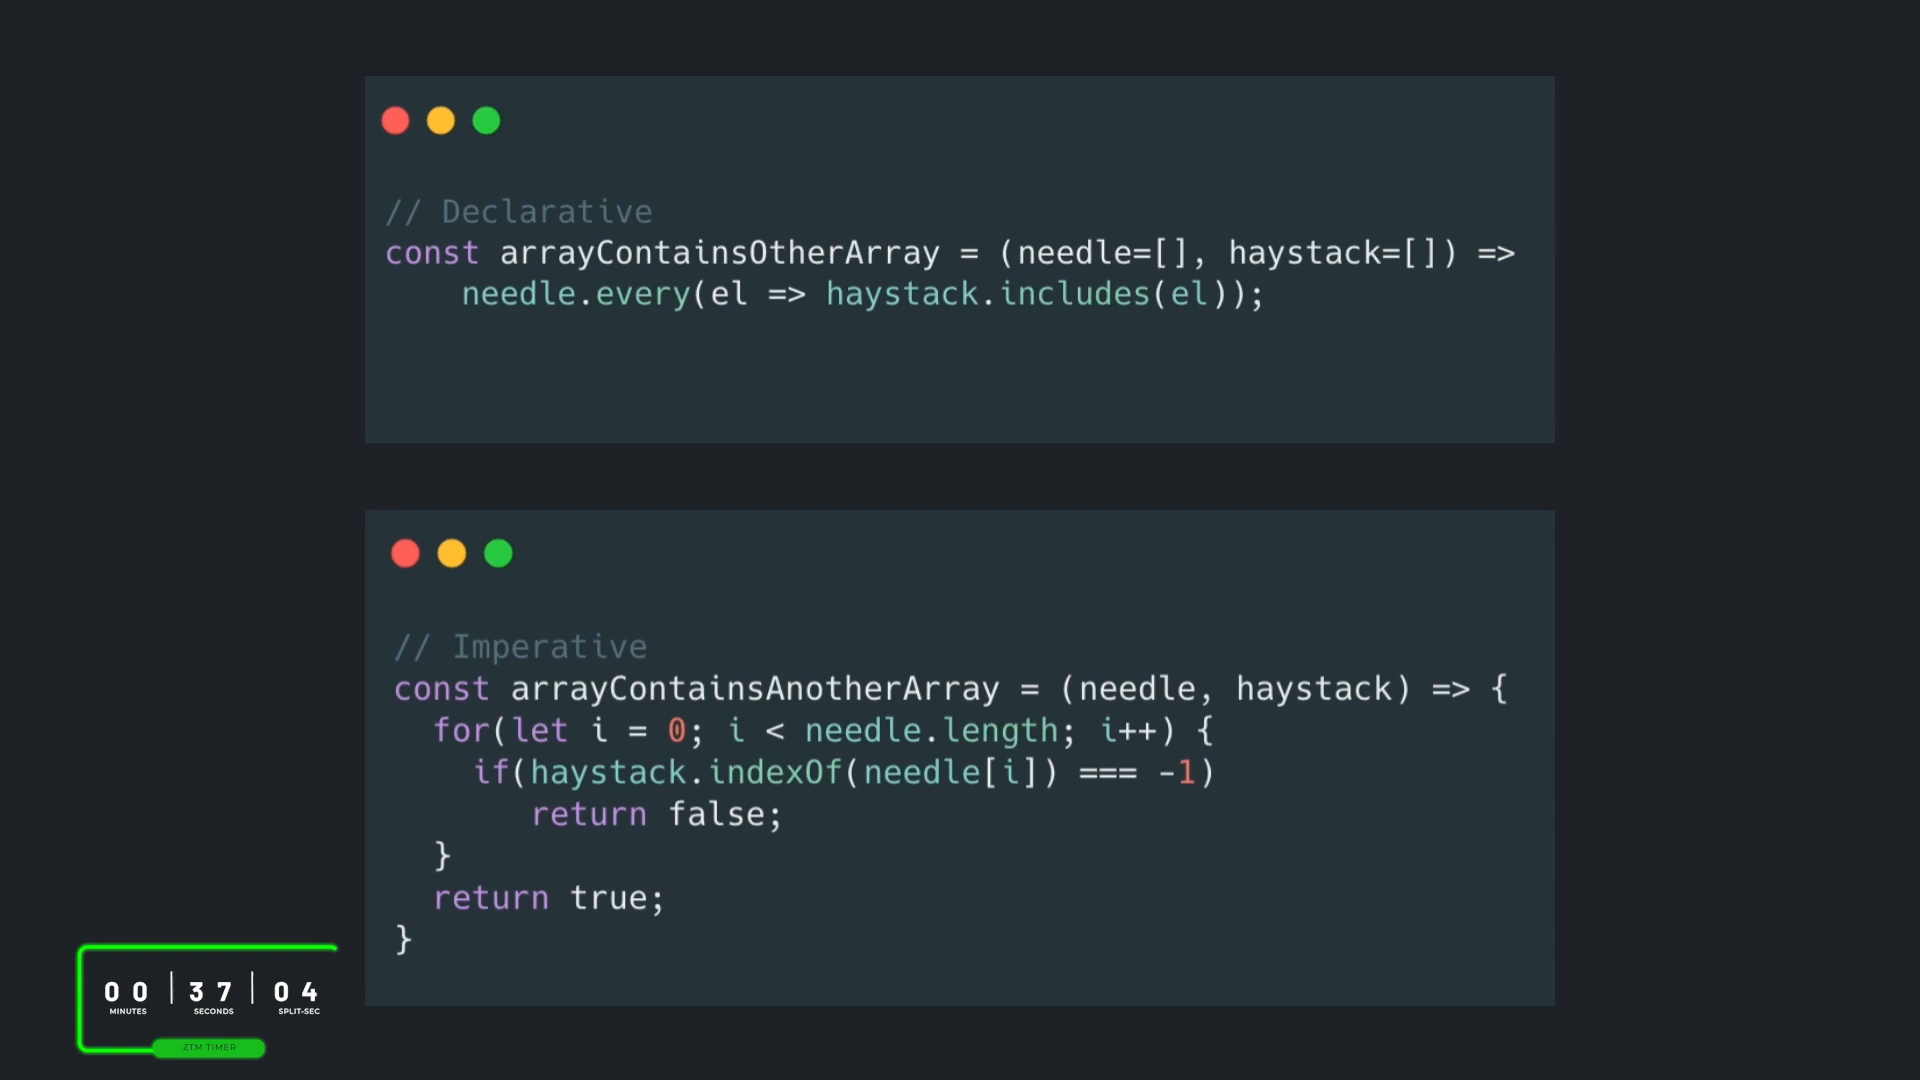 // Declarative
const arrayContainsOtherArray = (needle=[], haystack=[]) =>
    needle.every(el => haystack.includes(el));
// Imperative
const arrayContainsAnotherArray = (needle, haystack) => {
  for(let i = 0; i < needle.length; i++) {
    if(haystack.indexOf(needle[i]) === -1)
       return false;
  }
  return true;
}
00 | 37 | 04
MINUTES SECONDS SPLIT-SEC
ZTM TIMER